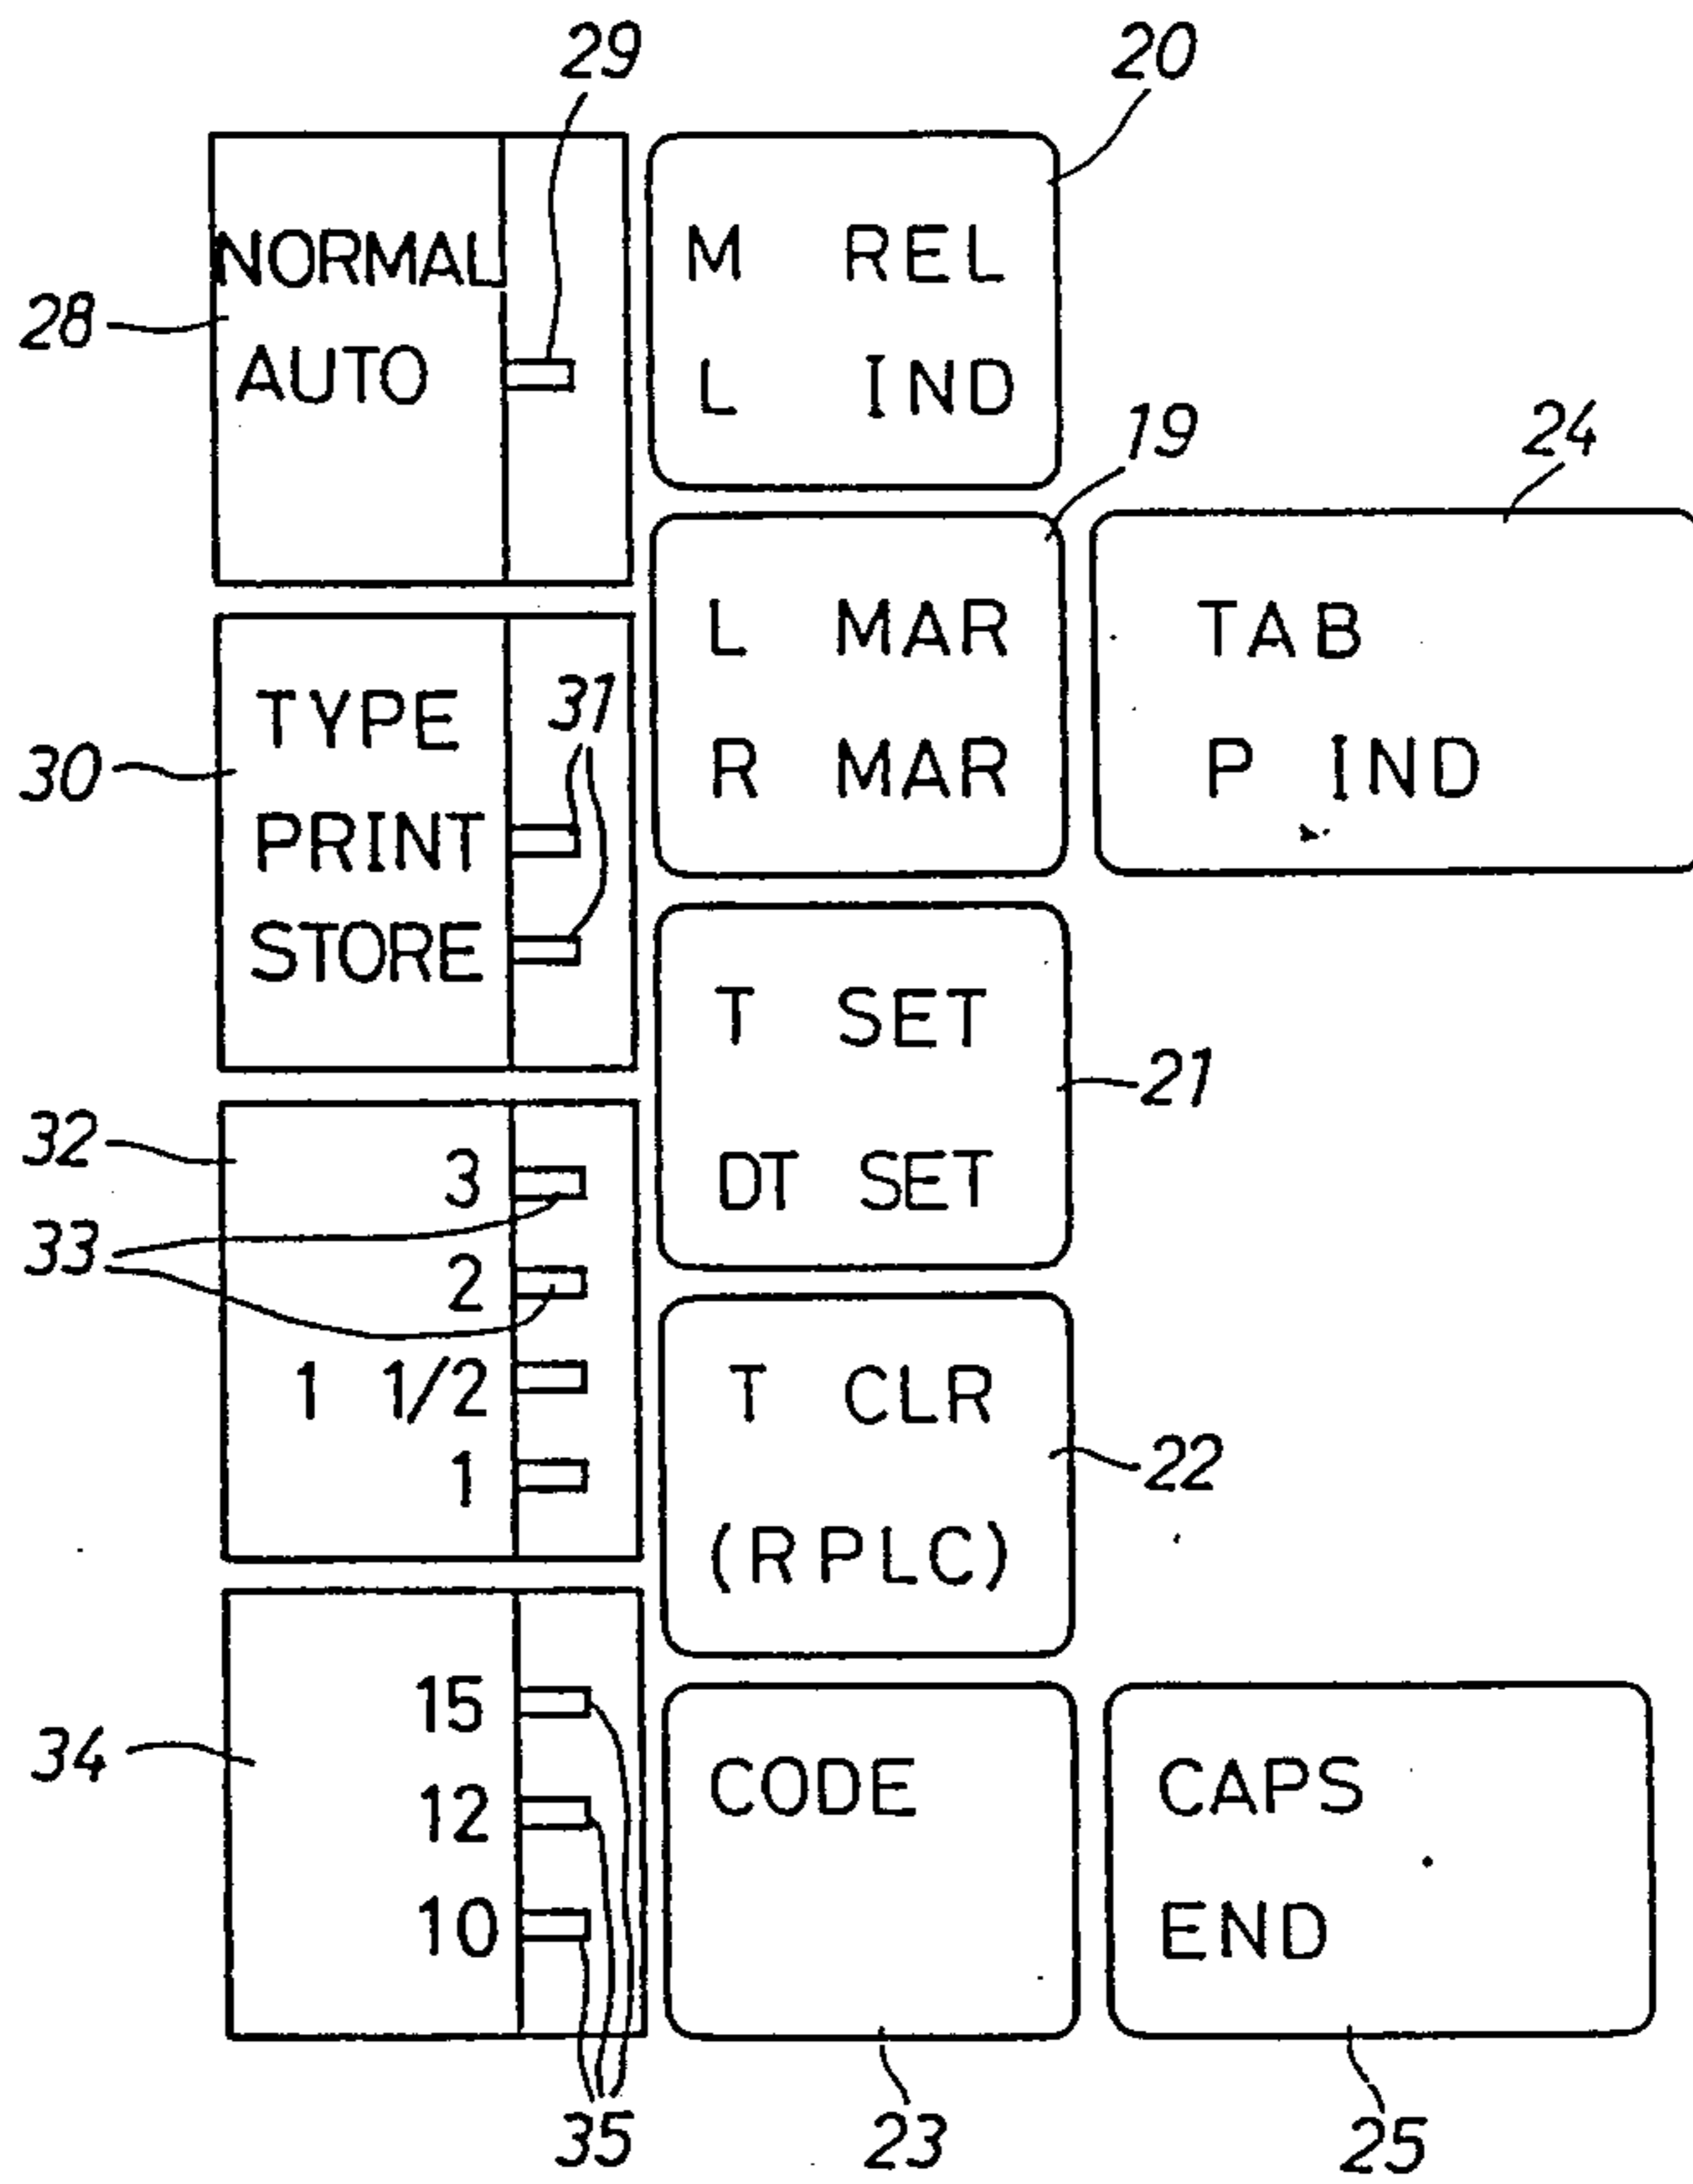 29
20
NORMAL
AUTO
28
M REL
L IND
19
24
L MAR
R MAR
TAB
P IND
TYPE
PRINT
STORE
30
31
T SET
DT SET
21
32
33
3
2
1 1/2
1
T CLR
(RPLC)
22
34
15
12
10
CODE
CAPS
END
35
23
25